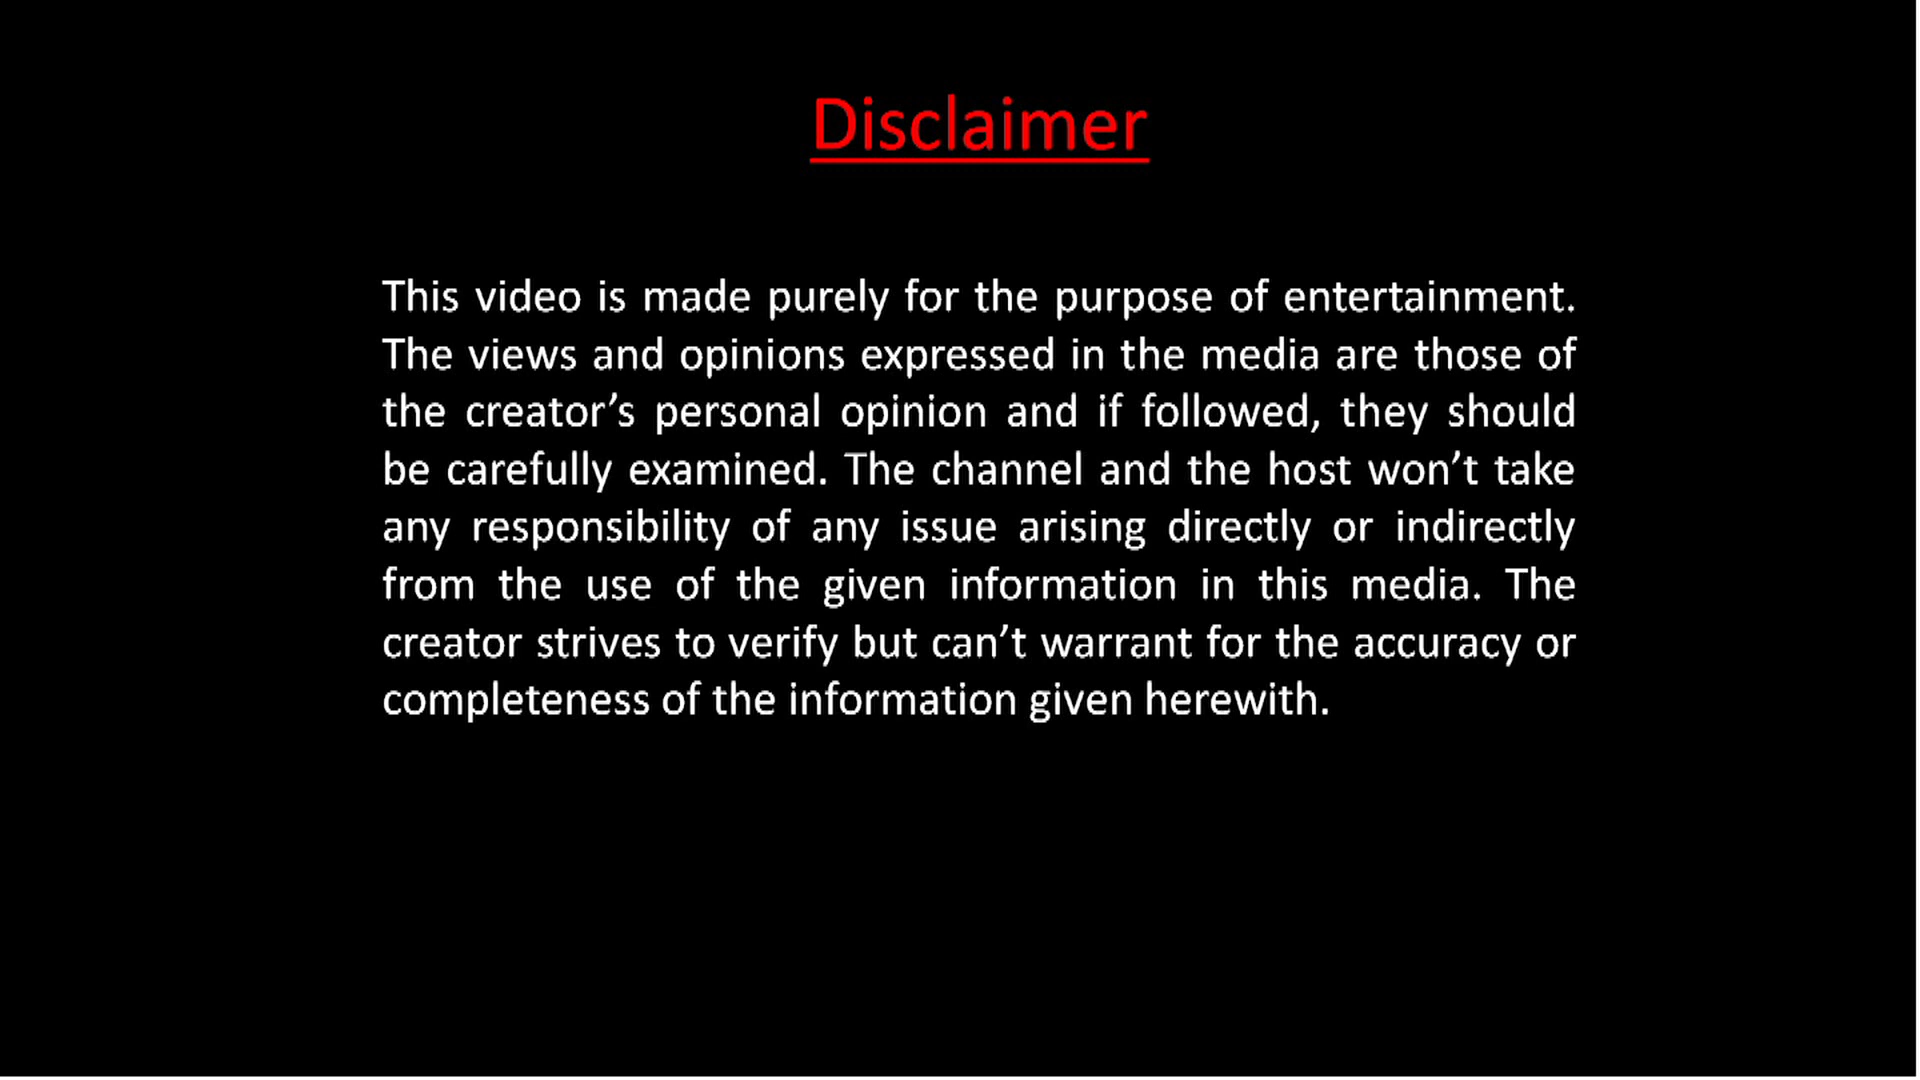 Disclaimer
This video is made purely for the purpose of entertainment.
The views and opinions expressed in the media are those of
the creator’s personal opinion and if followed, they should
be carefully examined. The channel and the host won’t take
any responsibility of any issue arising directly or indirectly
from the use of the given information in this media. The
creator strives to verify but can’t warrant for the accuracy or
completeness of the information given herewith.